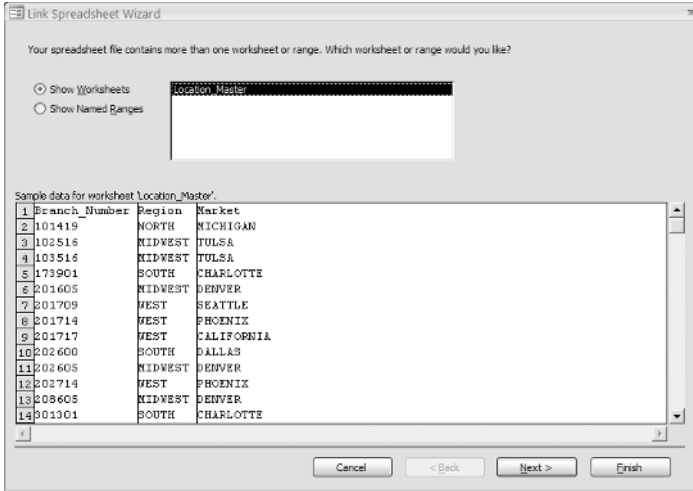 Link Spreadsheet Wizard
Your spreadsheet file contains more than one worksheet or range. Which worksheet or range would you like?
Show Worksheets
Show Named Ranges
Location_Master
Sample data for worksheet 'Location_Master'.
1 Branch_Number Region Market
2 101419 NORTH MICHIGAN
3 102516 MIDWEST TULSA
4 103516 MIDWEST TULSA
5 173901 SOUTH CHARLOTTE
6 201605 MIDWEST DENVER
7 201709 WEST SEATTLE
8 201714 WEST PHOENIX
9 201717 WEST CALIFORNIA
10 202600 SOUTH DALLAS
11 202605 MIDWEST DENVER
12 202714 WEST PHOENIX
13 208605 MIDWEST DENVER
14 301301 SOUTH CHARLOTTE
Cancel < Back Next > Finish